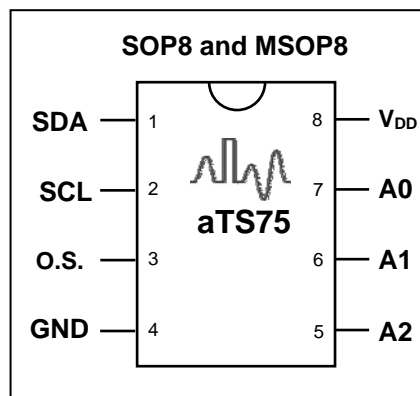 SOP8 and MSOP8
SDA 1 8 VDD
SCL 2 7 A0
aTS75
O.S. 3 6 A1
GND 4 5 A2